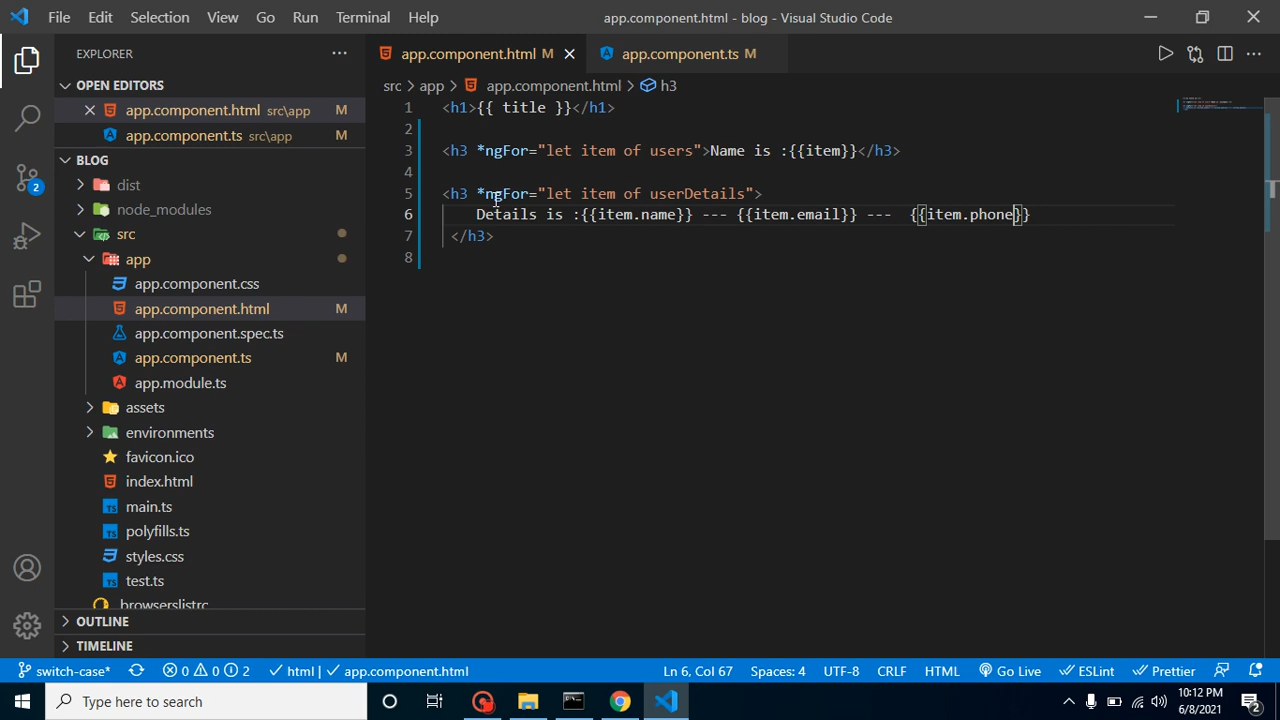 File Edit Selection View Go Run Terminal Help
app.component.html - blog - Visual Studio Code
EXPLORER
OPEN EDITORS
app.component.html src\app M
app.component.ts src\app M
BLOG
dist
node_modules
src
app
app.component.css
app.component.html M
app.component.spec.ts
app.component.ts M
app.module.ts
assets
environments
favicon.ico
index.html
main.ts
polyfills.ts
styles.css
test.ts
.browserslistrc
OUTLINE
TIMELINE
2
app.component.html M
app.component.ts M
src > app > app.component.html > h3
1 <h1>{{ title }}</h1>
2
3 <h3 *ngFor="let item of users">Name is :{{item}}</h3>
4
5 <h3 *ngFor="let item of userDetails">
6 Details is :{{item.name}} --- {{item.email}} --- {{item.phone}}
7 </h3>
8
switch-case* 0 0 2 html | app.component.html
Ln 6, Col 67 Spaces: 4 UTF-8 CRLF HTML Go Live ESLint Prettier
Type here to search
10:12 PM
6/8/2021
2